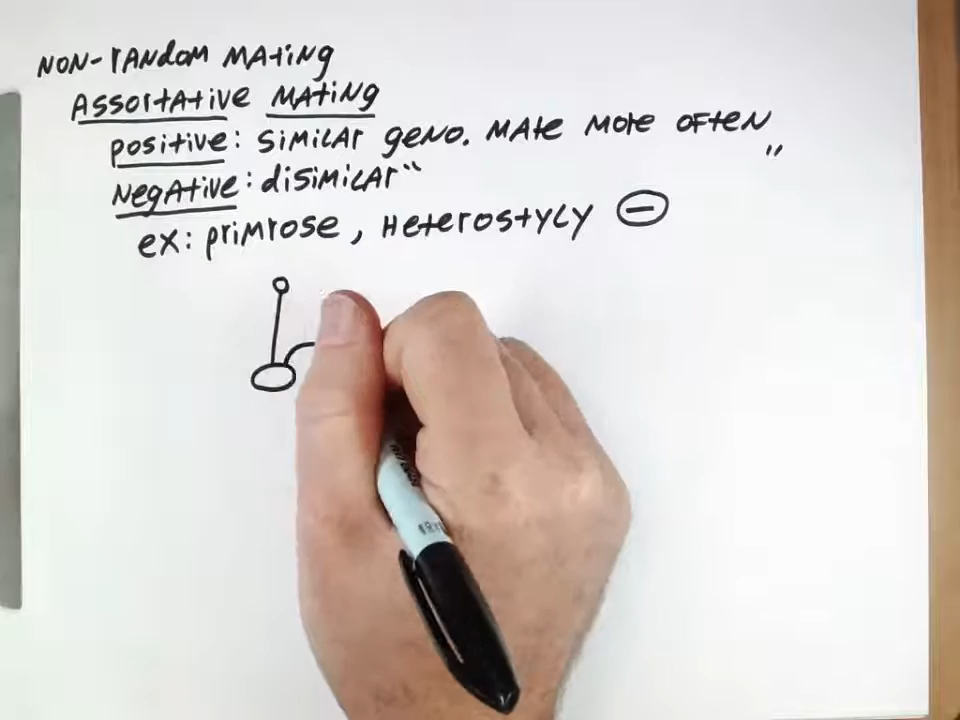 NON-rANdoM MAtiNg
ASSOrtAtive MAtiNg
positive: SiMiLAr geNo. MAte More OFteN
NegAtive: diSiMiLAr " "
ex: primrose, Heterostyly ⊖